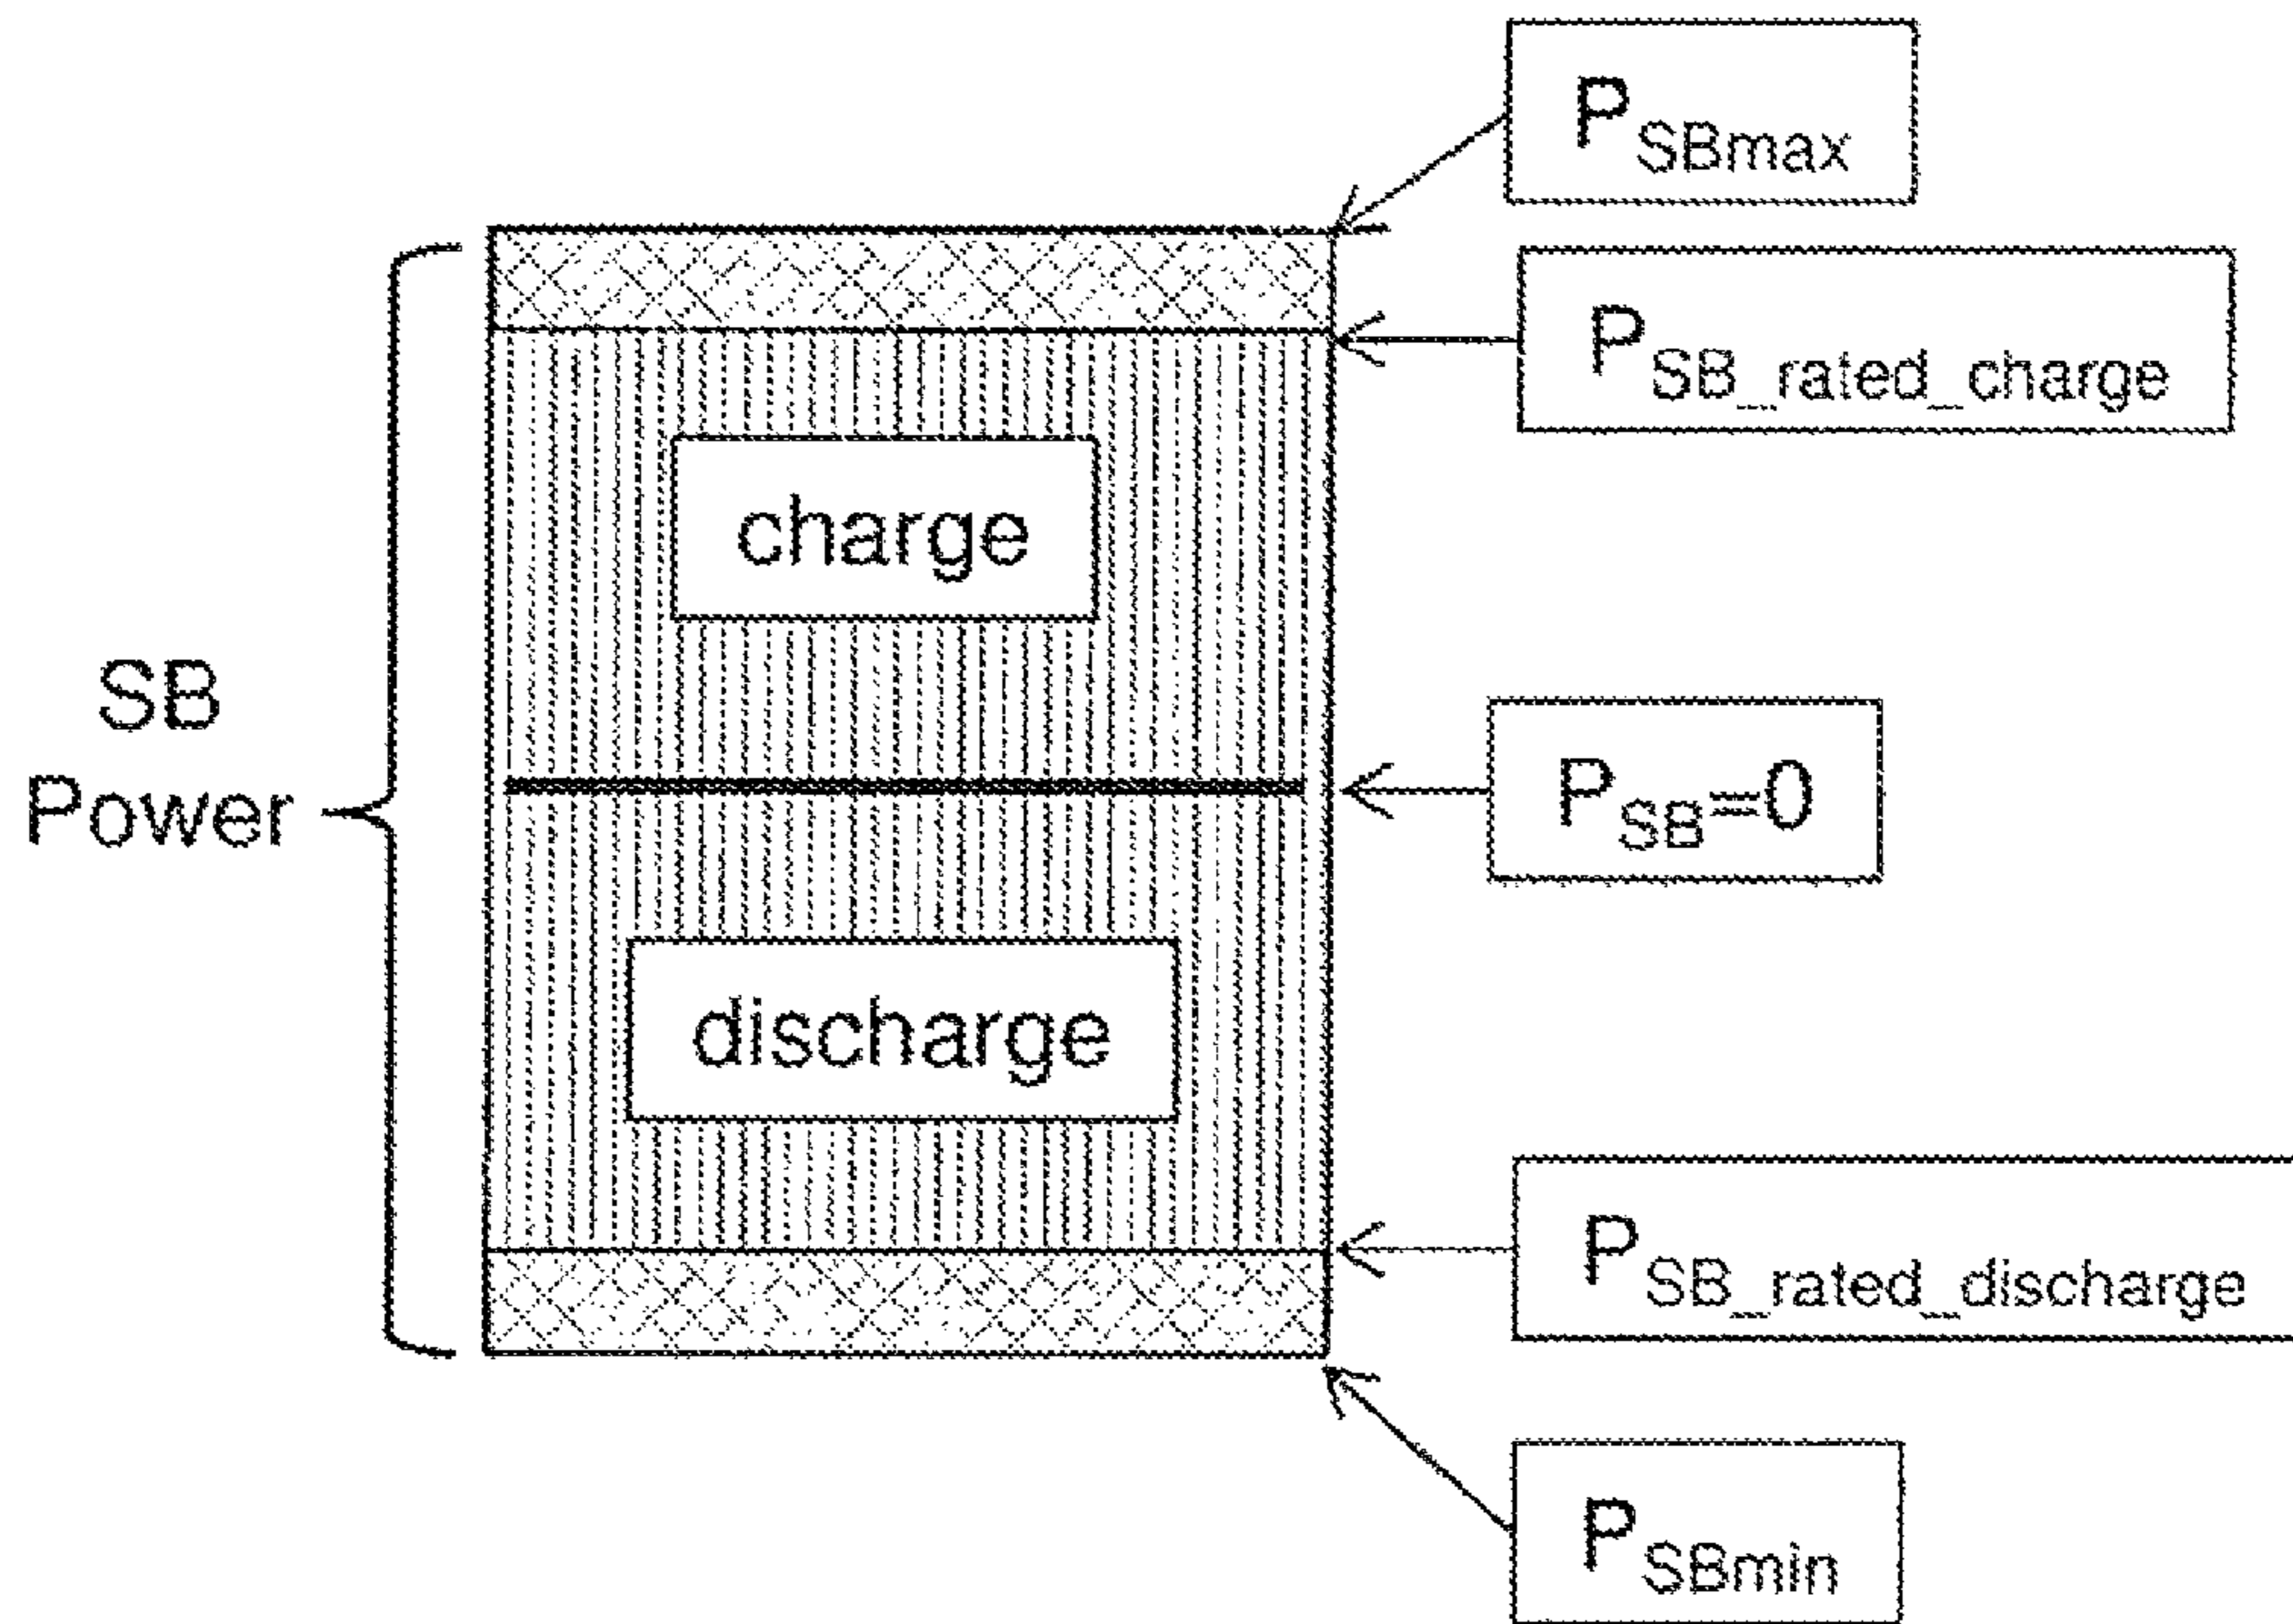 P_SBmax
P_SB_rated_charge
charge
SB
Power
P_SB=0
discharge
P_SB_rated_discharge
P_SBmin